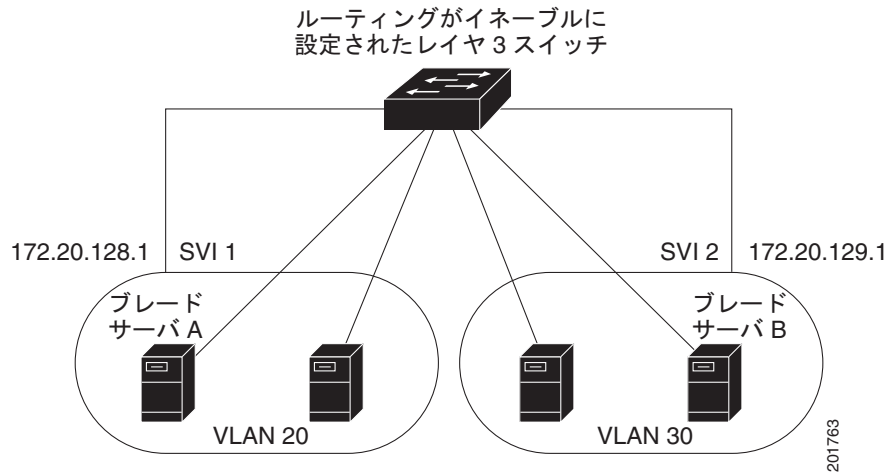 ルーティングがイネーブルに
設定されたレイヤ 3 スイッチ
172.20.128.1 SVI 1
SVI 2 172.20.129.1
ブレード
サーバ A
ブレード
サーバ B
VLAN 20
VLAN 30
201763